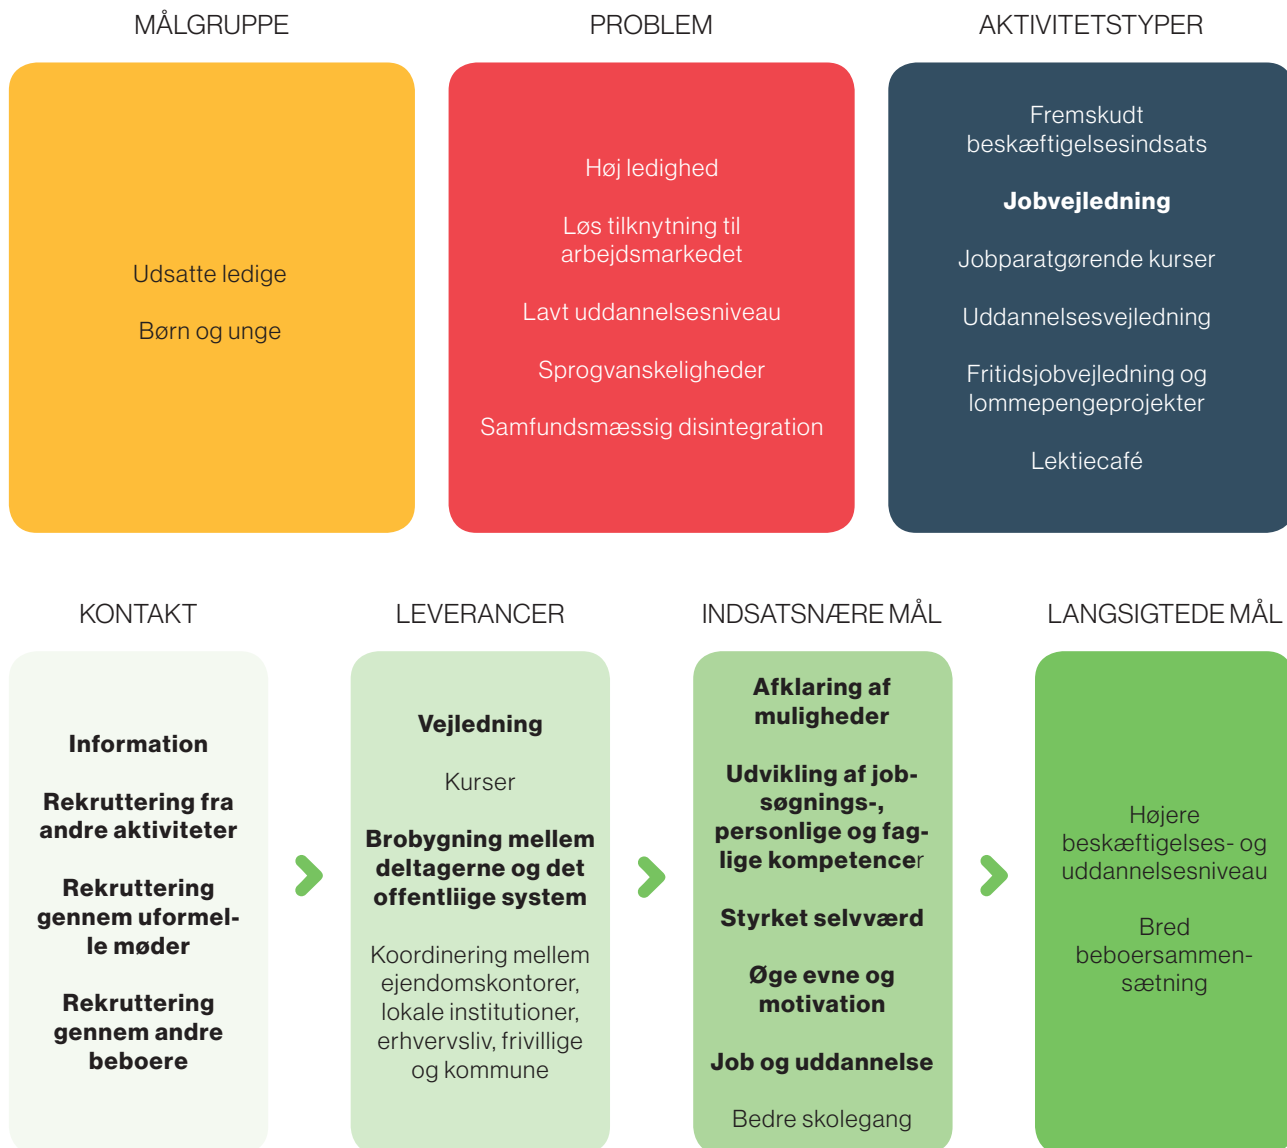 MÅLGRUPPE
Udsatte ledige
Børn og unge
PROBLEM
Høj ledighed
Løs tilknytning til
arbejdsmarkedet
Lavt uddannelsesniveau
Sprogvanskeligheder
Samfundsmæssig disintegration
AKTIVITETSTYPER
Fremskudt
beskæftigelsesindsats
Jobvejledning
Jobparatgørende kurser
Uddannelsesvejledning
Fritidsjobvejledning og
lommepengeprojekter
Lektiecafé
KONTAKT
Information
Rekruttering fra
andre aktiviteter
Rekruttering
gennem uformel-
le møder
Rekruttering
gennem andre
beboere
LEVERANCER
Vejledning
Kurser
Brobygning mellem
deltagerne og det
offentliige system
Koordinering mellem
ejendomskontorer,
lokale institutioner,
erhvervsliv, frivillige
og kommune
INDSATSNÆRE MÅL
Afklaring af
muligheder
Udvikling af job-
søgnings-,
personlige og fag-
lige kompetencer
Styrket selvværd
Øge evne og
motivation
Job og uddannelse
Bedre skolegang
LANGSIGTEDE MÅL
Højere
beskæftigelses- og
uddannelsesniveau
Bred
beboersammen-
sætning